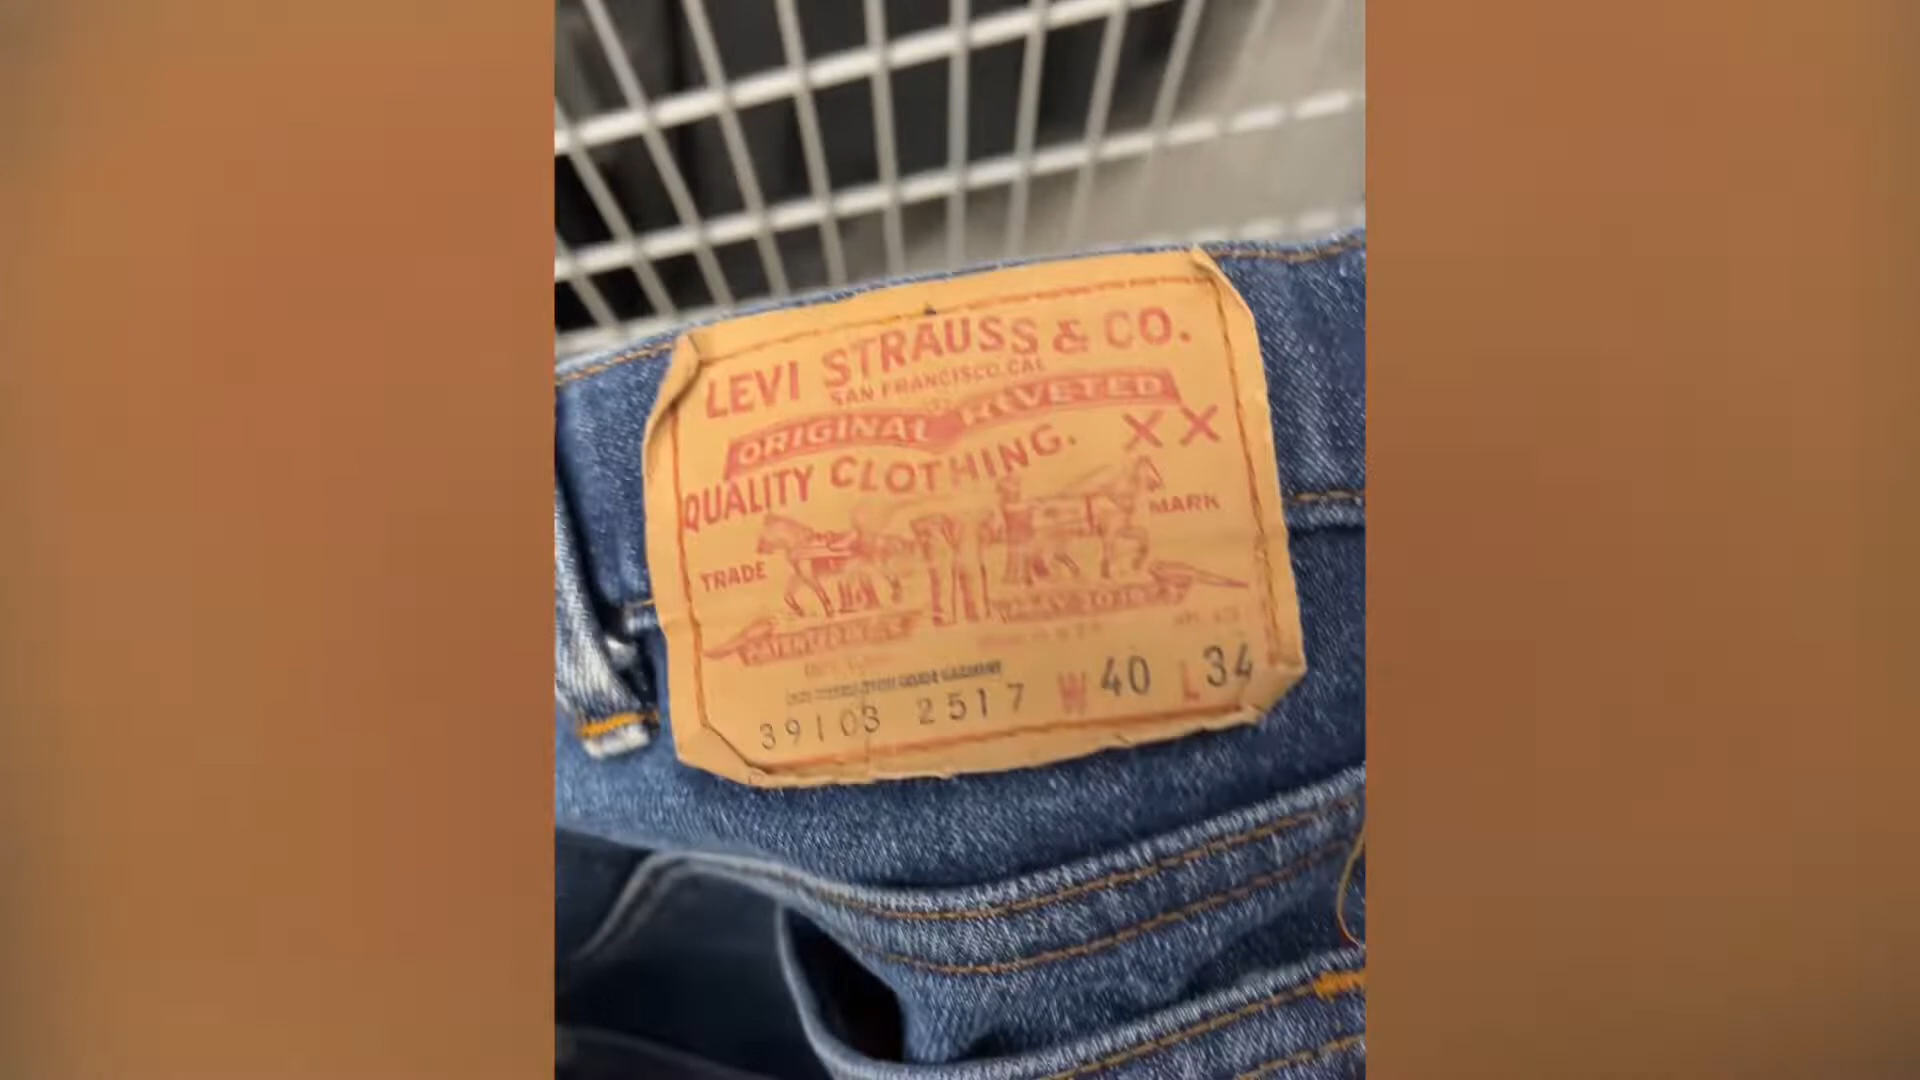 LEVI STRAUSS & CO.
SAN FRANCISCO, CAL
ORIGINAL RIVETED
QUALITY CLOTHING. XX
TRADE MARK
39103 2517 W 40 L 34